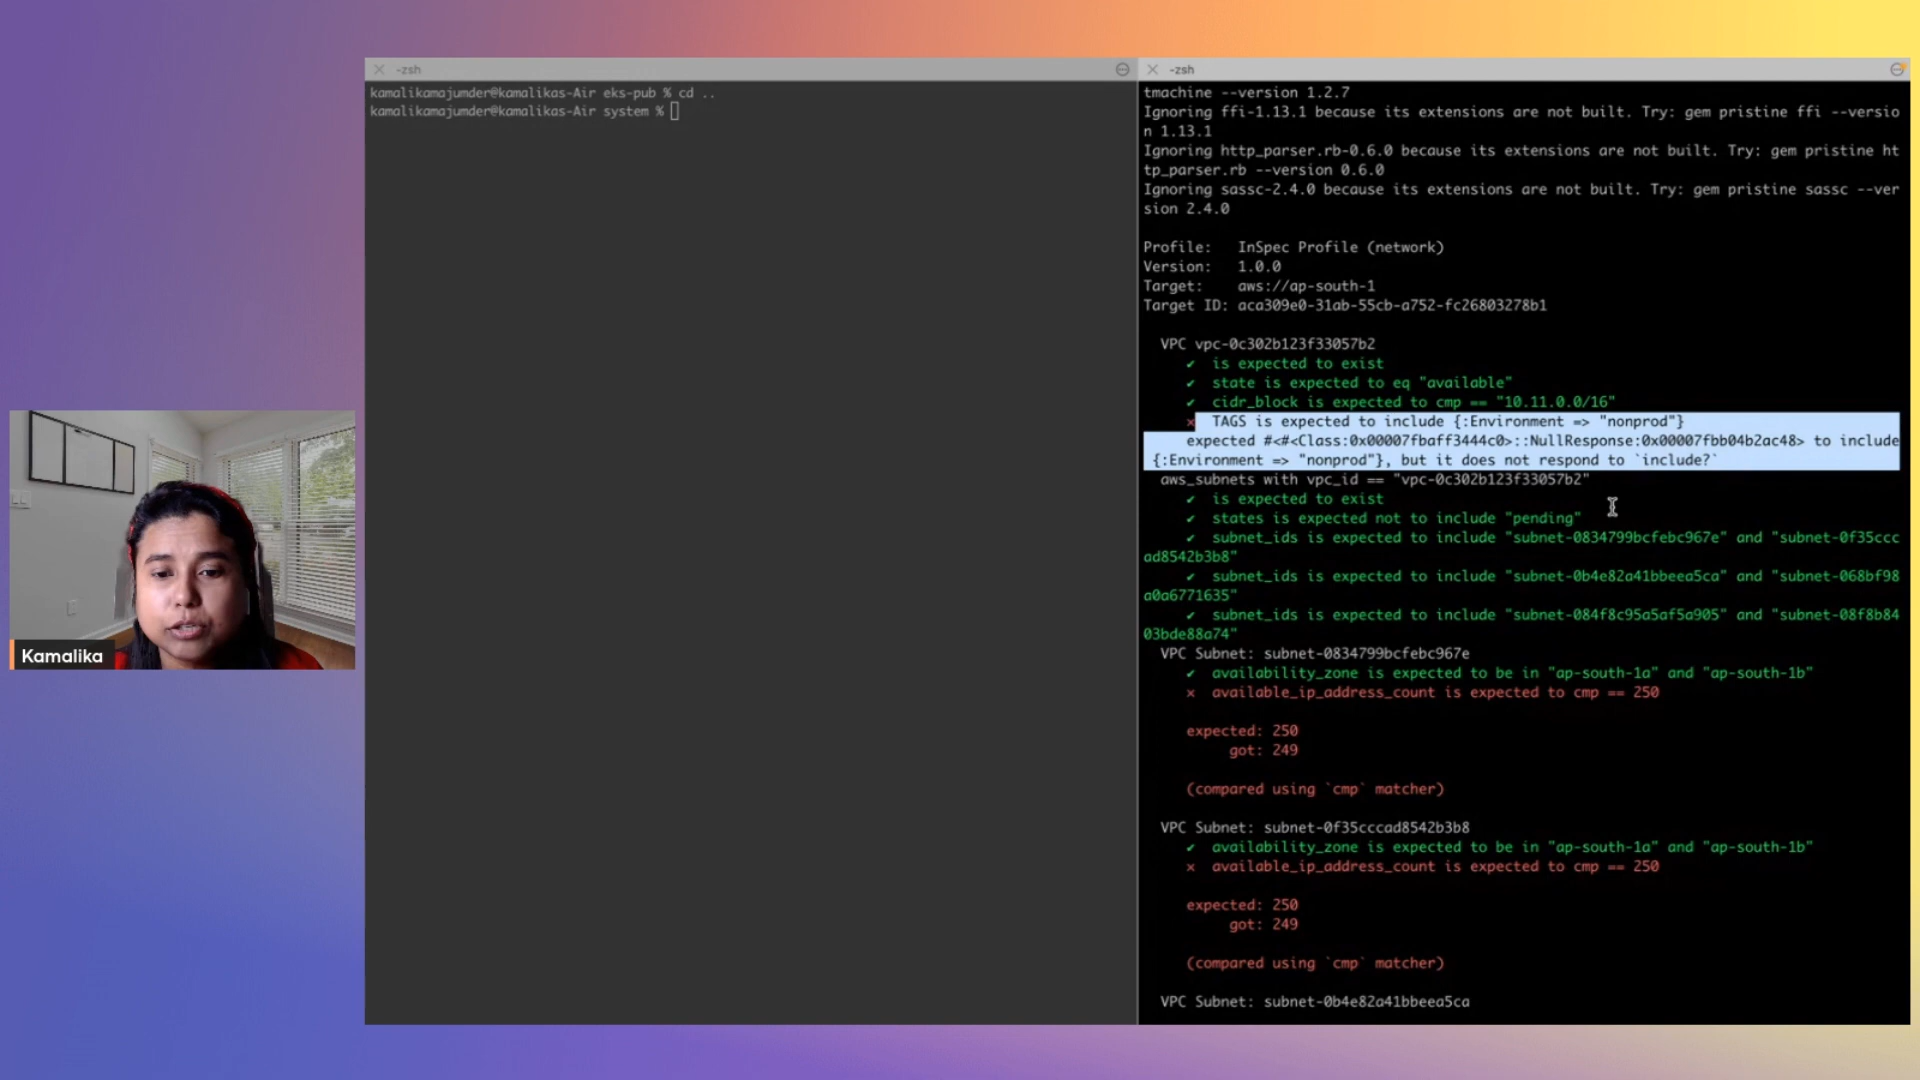 -zsh
kamalikamajumder@kamalikas-Air eks-pub % cd ..
kamalikamajumder@kamalikas-Air system %
Kamalika
-zsh
tmachine --version 1.2.7
Ignoring ffi-1.13.1 because its extensions are not built. Try: gem pristine ffi --versio
n 1.13.1
Ignoring http_parser.rb-0.6.0 because its extensions are not built. Try: gem pristine ht
tp_parser.rb --version 0.6.0
Ignoring sassc-2.4.0 because its extensions are not built. Try: gem pristine sassc --ver
sion 2.4.0
Profile: InSpec Profile (network)
Version: 1.0.0
Target: aws://ap-south-1
Target ID: aca309e0-31ab-55cb-a752-fc26803278b1
VPC vpc-0c302b123f33057b2
✔ is expected to exist
✔ state is expected to eq "available"
✔ cidr_block is expected to cmp == "10.11.0.0/16"
× TAGS is expected to include {:Environment => "nonprod"}
expected #<#<Class:0x00007fbaff3444c0>::NullResponse:0x00007fbb04b2ac48> to include
{:Environment => "nonprod"}, but it does not respond to `include?`
aws_subnets with vpc_id == "vpc-0c302b123f33057b2"
✔ is expected to exist
✔ states is expected not to include "pending"
✔ subnet_ids is expected to include "subnet-0834799bcfebc967e" and "subnet-0f35ccc
ad8542b3b8"
✔ subnet_ids is expected to include "subnet-0b4e82a41bbeea5ca" and "subnet-068bf98
a0a6771635"
✔ subnet_ids is expected to include "subnet-084f8c95a5af5a905" and "subnet-08f8b84
03bde88a74"
VPC Subnet: subnet-0834799bcfebc967e
✔ availability_zone is expected to be in "ap-south-1a" and "ap-south-1b"
× available_ip_address_count is expected to cmp == 250
expected: 250
got: 249
(compared using `cmp` matcher)
VPC Subnet: subnet-0f35cccad8542b3b8
✔ availability_zone is expected to be in "ap-south-1a" and "ap-south-1b"
× available_ip_address_count is expected to cmp == 250
expected: 250
got: 249
(compared using `cmp` matcher)
VPC Subnet: subnet-0b4e82a41bbeea5ca